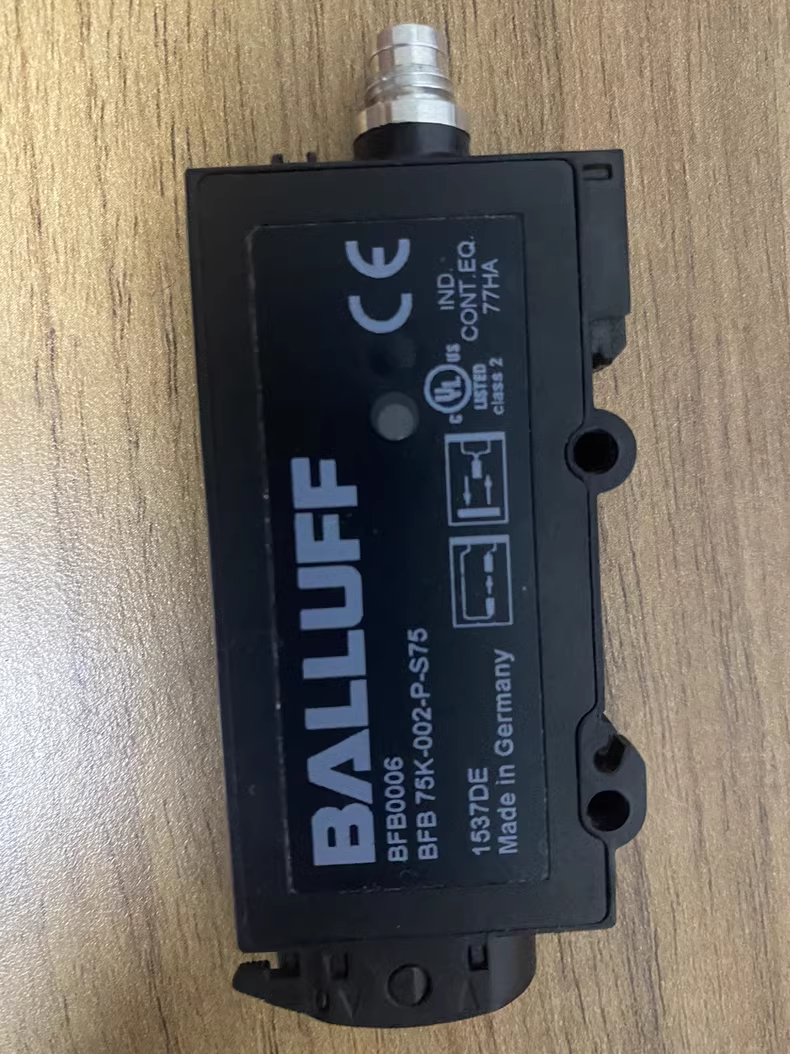 BALLUFF
BFB0006
BFB 75K-002-P-S75
1537DE
Made in Germany
CE
C UL US
LISTED
class 2
IND.
CONT.EQ.
77HA